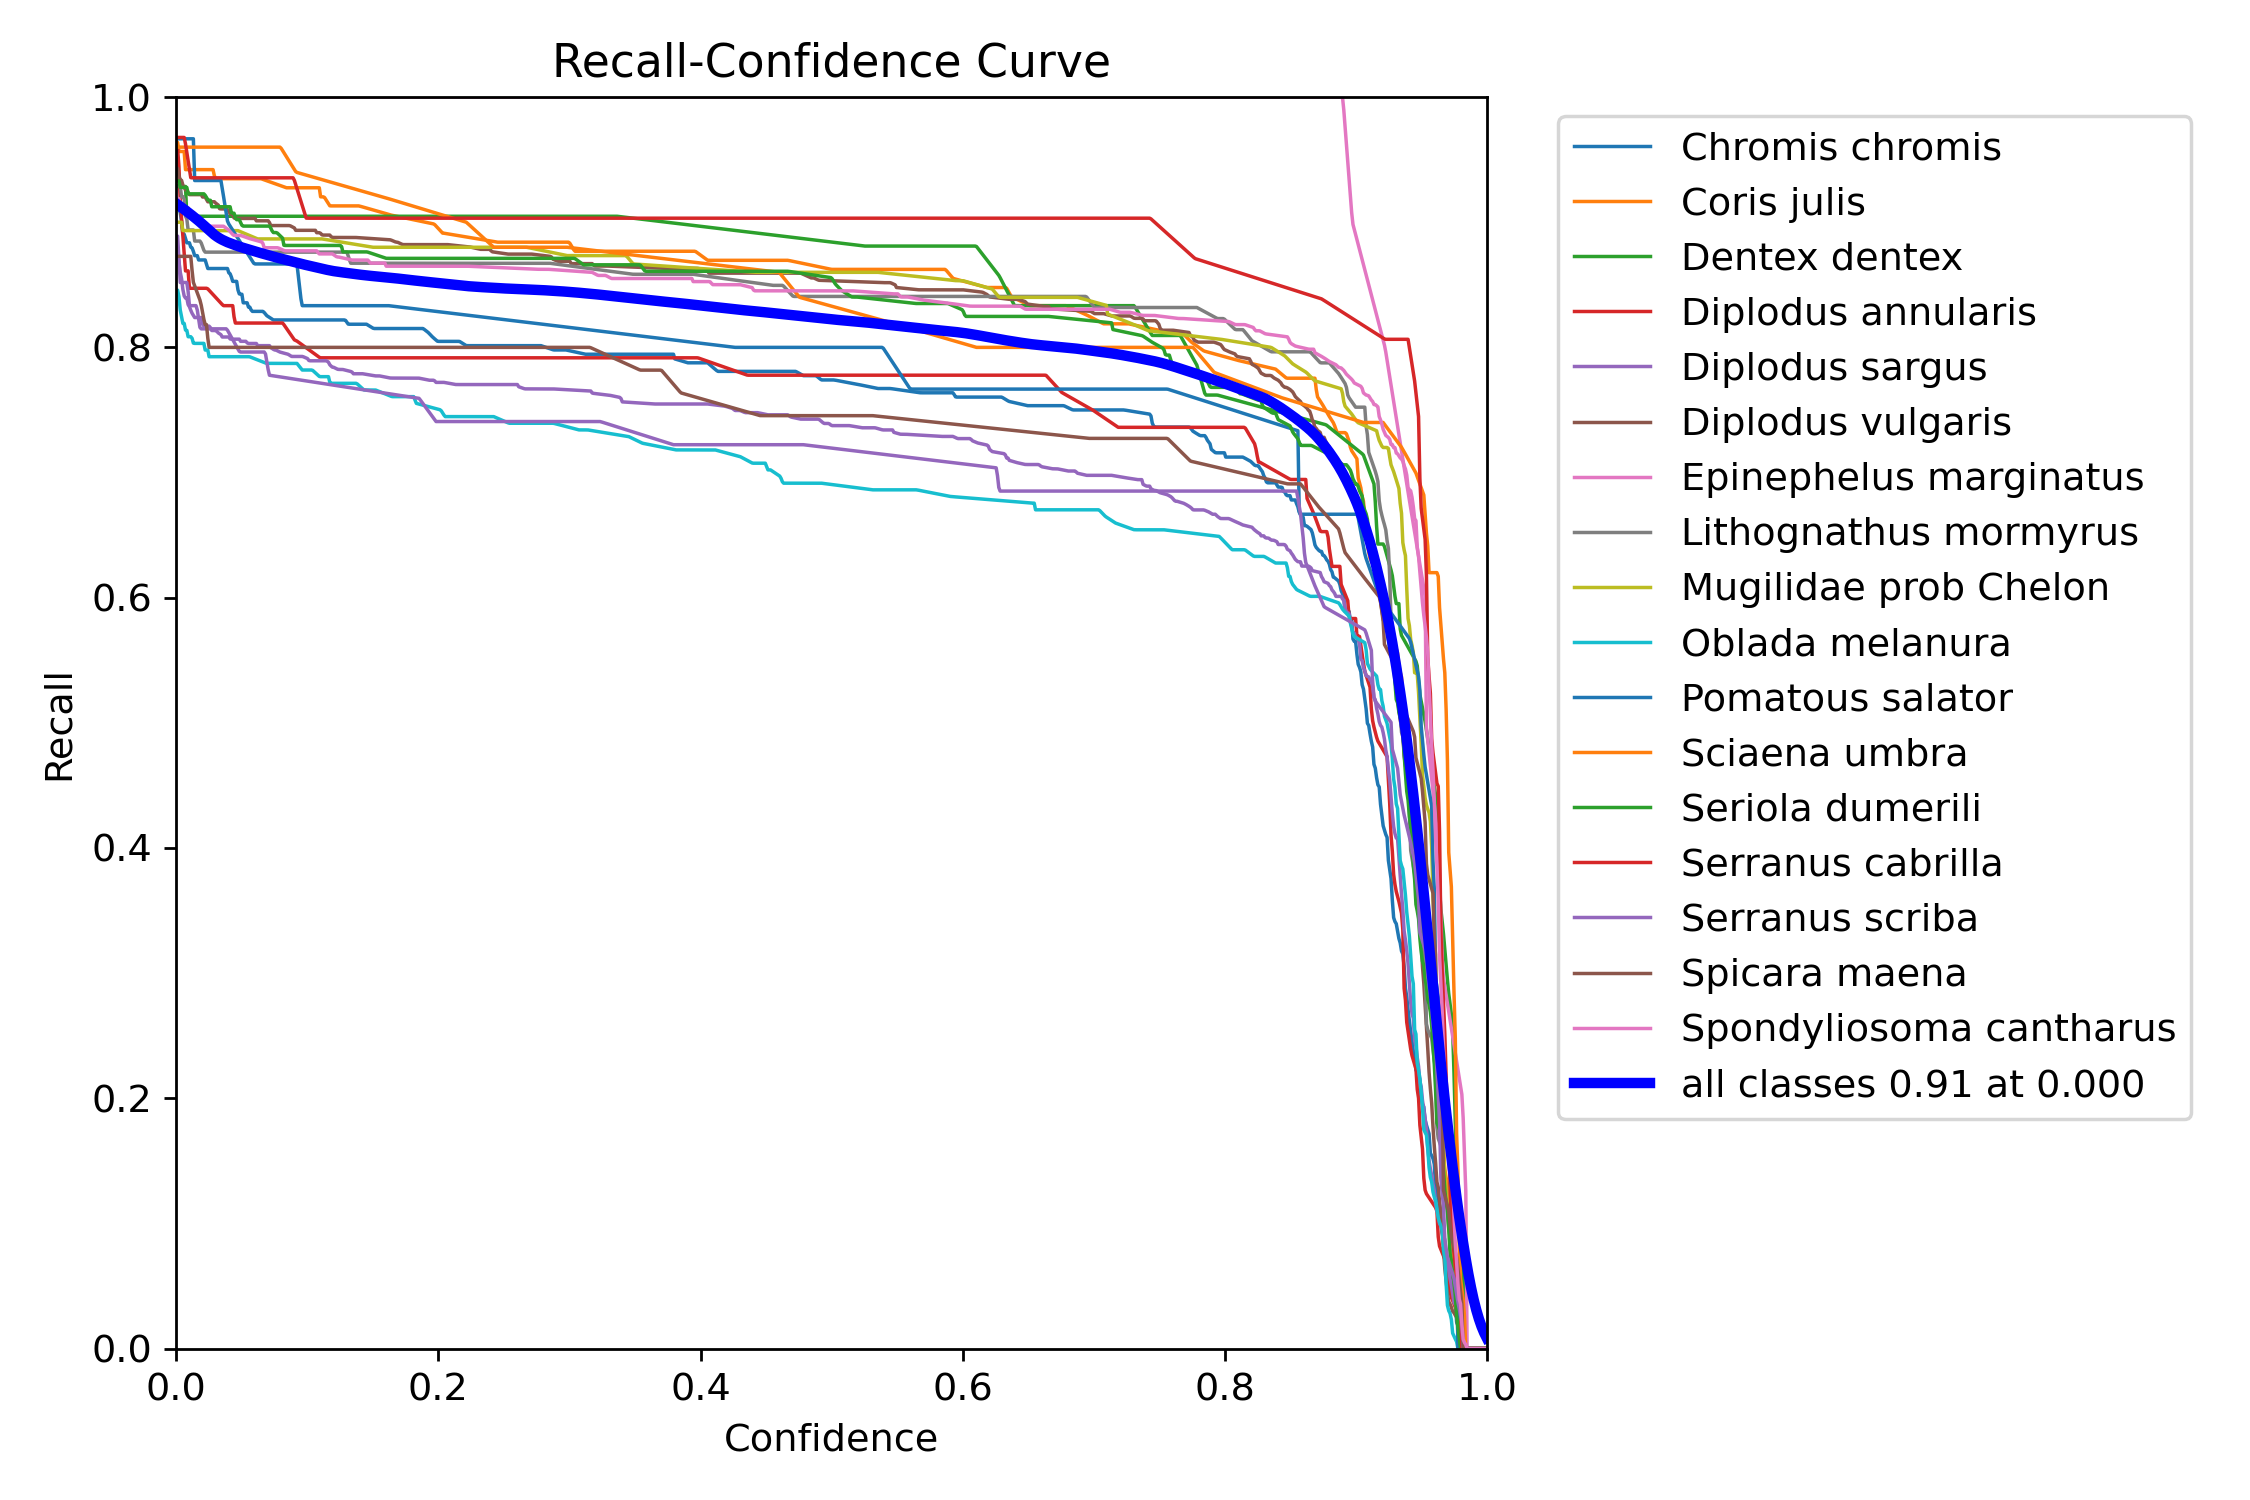 Recall-Confidence Curve
1.0
0.8
0.6
0.4
0.2
0.0
Recall
0.0 0.2 0.4 0.6 0.8 1.0
Confidence
Chromis chromis
Coris julis
Dentex dentex
Diplodus annularis
Diplodus sargus
Diplodus vulgaris
Epinephelus marginatus
Lithognathus mormyrus
Mugilidae prob Chelon
Oblada melanura
Pomatous salator
Sciaena umbra
Seriola dumerili
Serranus cabrilla
Serranus scriba
Spicara maena
Spondyliosoma cantharus
all classes 0.91 at 0.000